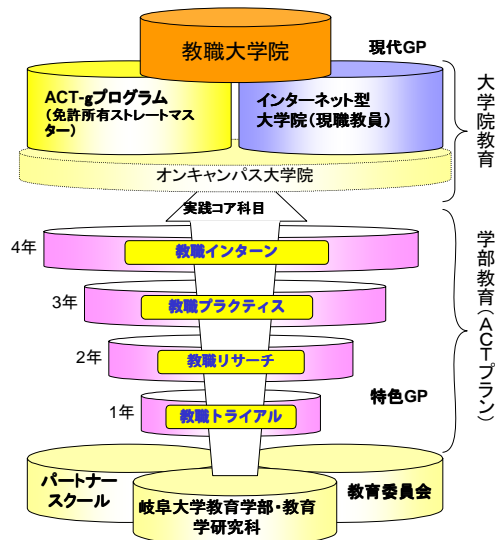 教職大学院
現代GP
ACT-gプログラム
(免許所有ストレートマス
ター)
インターネット型
大学院(現職教員)
大学院教育
オンキャンパス大学院
実践コア科目
4年
教職インターン
3年
教職プラクティス
2年
教職リサーチ
1年
教職トライアル
学部教育(ACTプラン)
特色GP
パートナー
スクール
岐阜大学教育学部・教育
学研究科
教育委員会